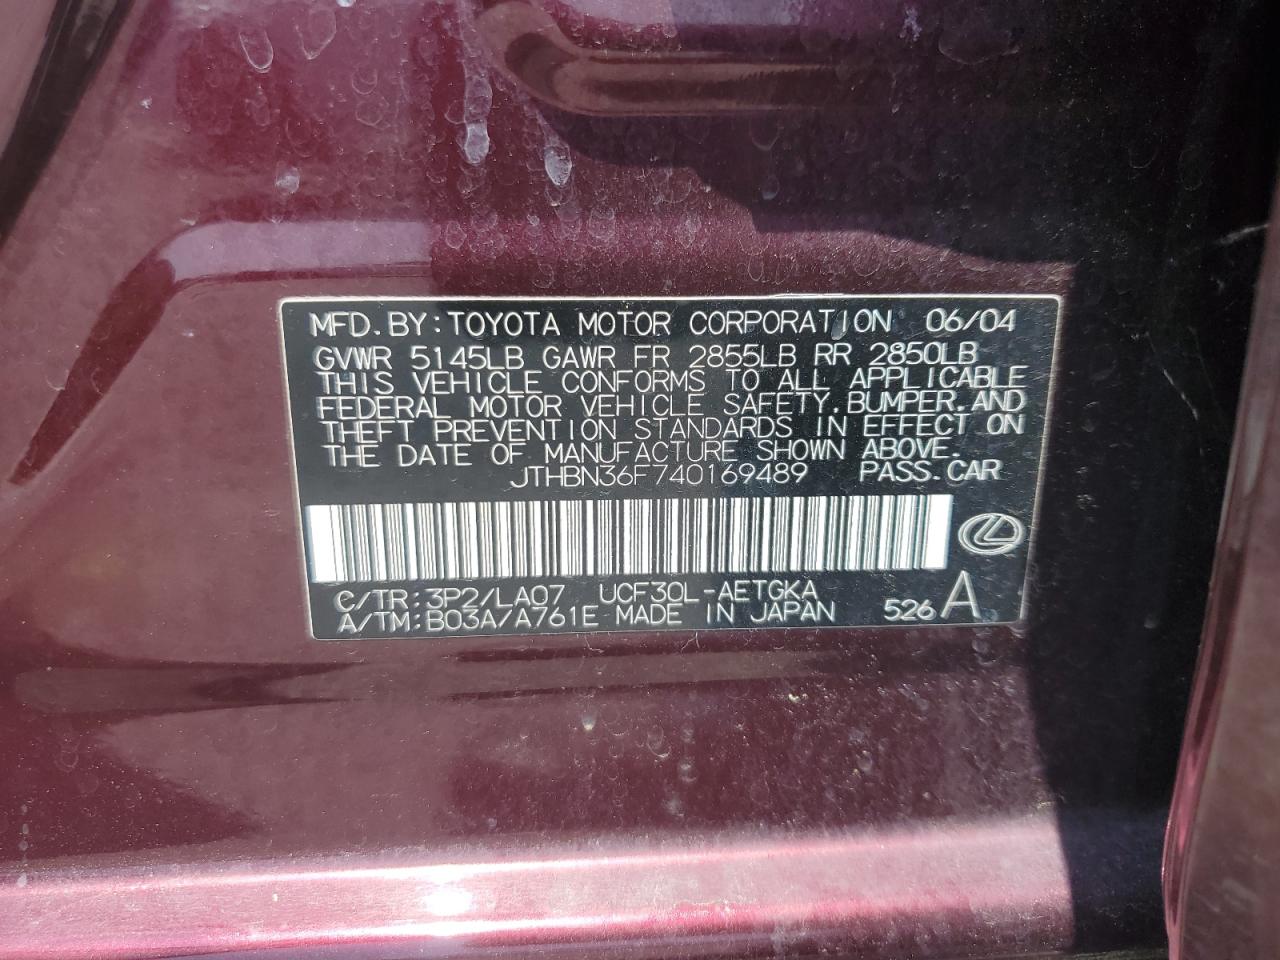 MFD.BY:TOYOTA MOTOR CORPORATION 06/04
GVWR 5145LB GAWR FR 2855LB RR 2850LB
THIS VEHICLE CONFORMS TO ALL APPLICABLE
FEDERAL MOTOR VEHICLE SAFETY,BUMPER,AND
THEFT PREVENTION STANDARDS IN EFFECT ON
THE DATE OF MANUFACTURE SHOWN ABOVE.
JTHBN36F740169489 PASS.CAR
C/TR:3P2/LA07 UCF30L-AETGKA
A/TM:B03A/A761E MADE IN JAPAN 526 A